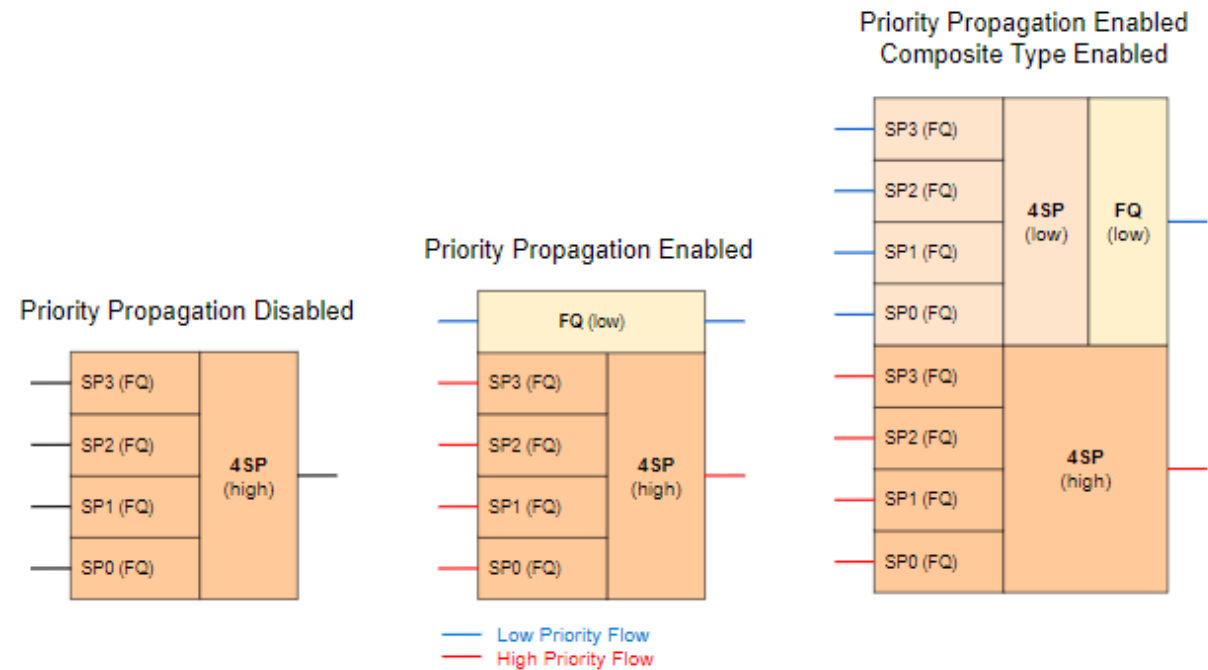 Priority Propagation Disabled
SP3 (FQ)
SP2 (FQ)
SP1 (FQ)
SP0 (FQ)
4SP
(high)
Priority Propagation Enabled
FQ (low)
SP3 (FQ)
SP2 (FQ)
SP1 (FQ)
SP0 (FQ)
4SP
(high)
Low Priority Flow
High Priority Flow
Priority Propagation Enabled
Composite Type Enabled
SP3 (FQ)
SP2 (FQ)
SP1 (FQ)
SP0 (FQ)
4SP
(low)
FQ
(low)
SP3 (FQ)
SP2 (FQ)
SP1 (FQ)
SP0 (FQ)
4SP
(high)